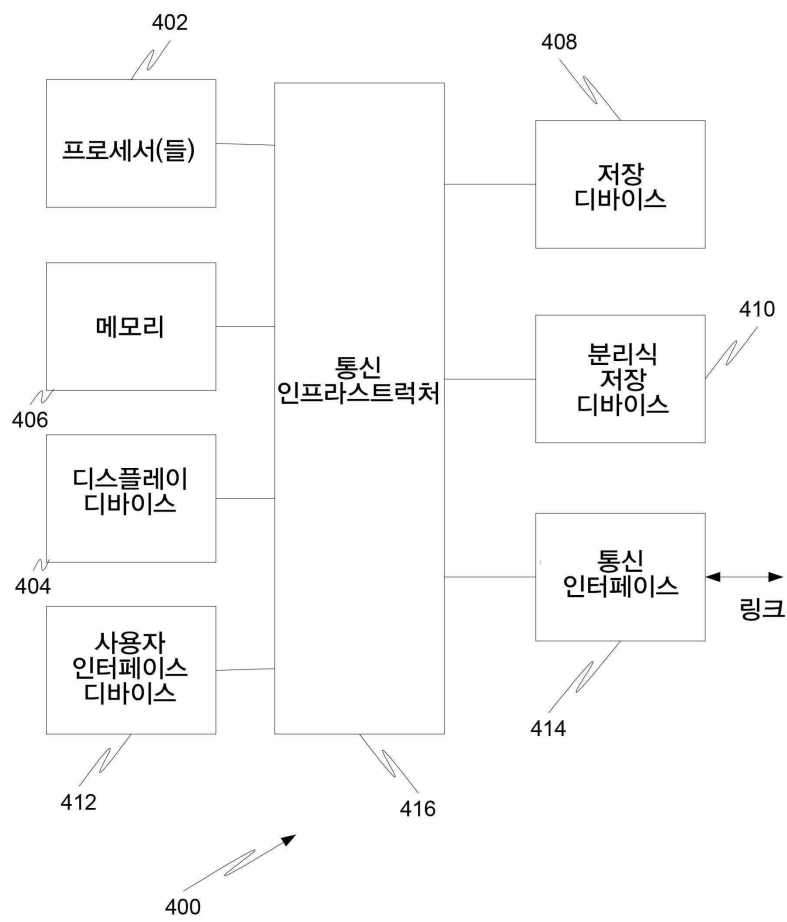 402
프로세서(들)
메모리
406
디스플레이
디바이스
404
사용자
인터페이스
디바이스
412
통신
인프라스트럭처
416
408
저장
디바이스
410
분리식
저장
디바이스
통신
인터페이스
링크
414
400